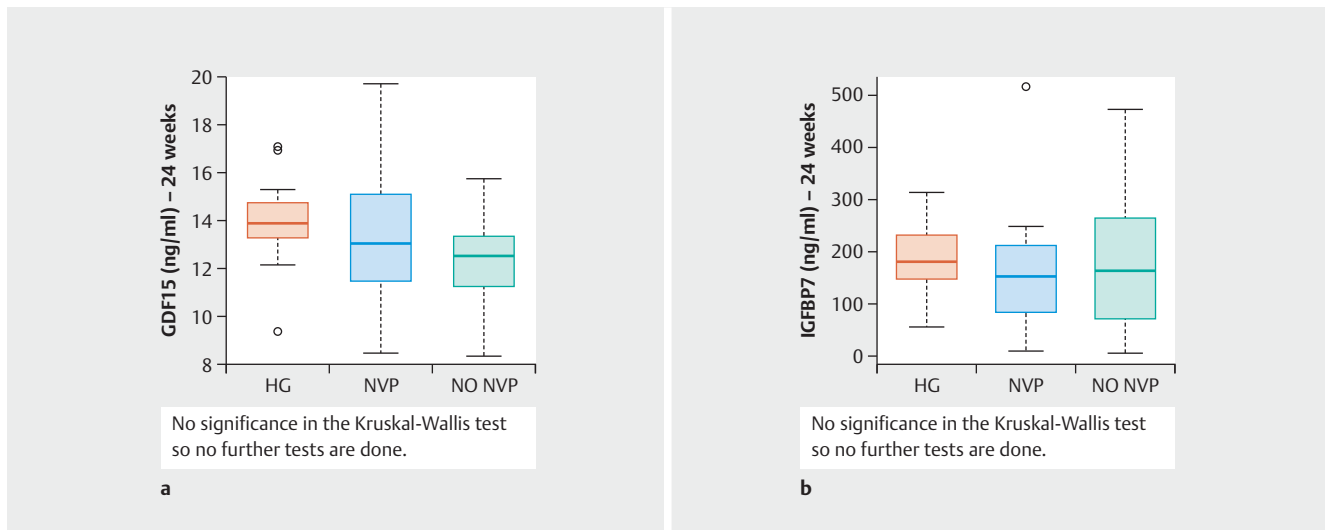 GDF15 (ng/ml) – 24 weeks
20
18
16
14
12
10
8
HG
NVP
NO NVP
No significance in the Kruskal-Wallis test
so no further tests are done.
a
IGFBP7 (ng/ml) – 24 weeks
500
400
300
200
100
0
HG
NVP
NO NVP
No significance in the Kruskal-Wallis test
so no further tests are done.
b